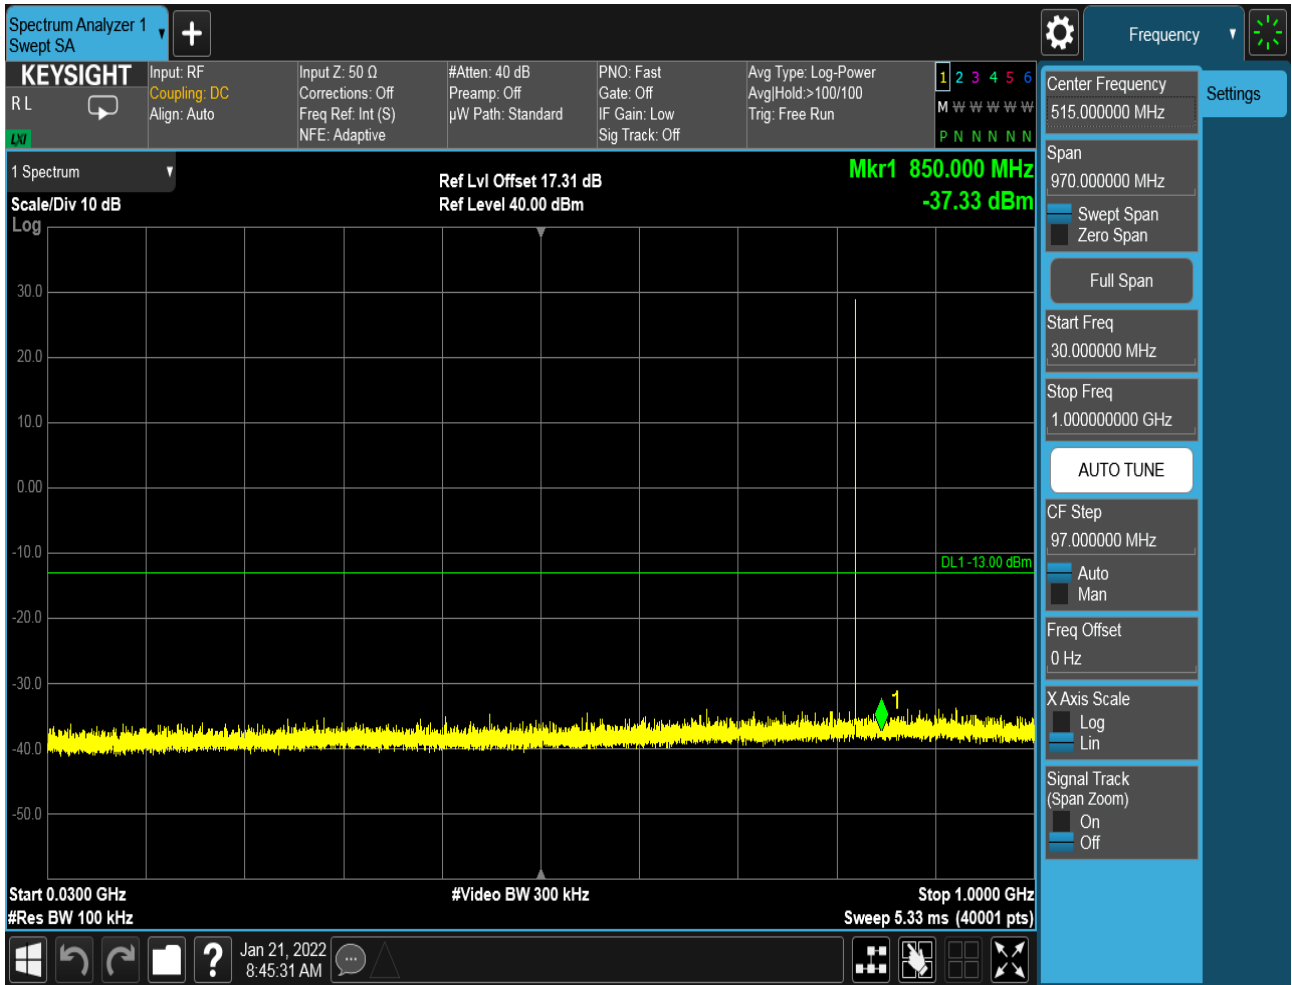 Spectrum Analyzer 1
Swept SA
Frequency
KEYSIGHT
R L
LXI
Input: RF
Coupling: DC
Align: Auto
Input Z: 50 Ω
Corrections: Off
Freq Ref: Int (S)
NFE: Adaptive
#Atten: 40 dB
Preamp: Off
µW Path: Standard
PNO: Fast
Gate: Off
IF Gain: Low
Sig Track: Off
Avg Type: Log-Power
Avg|Hold:>100/100
Trig: Free Run
1 2 3 4 5 6
M W W W W W
P N N N N N
1 Spectrum
Scale/Div 10 dB
Log
Ref Lvl Offset 17.31 dB
Ref Level 40.00 dBm
Mkr1 850.000 MHz
-37.33 dBm
30.0
20.0
10.0
0.00
-10.0
DL1 -13.00 dBm
-20.0
-30.0
1
-40.0
-50.0
Start 0.0300 GHz
#Video BW 300 kHz
Stop 1.0000 GHz
#Res BW 100 kHz
Sweep 5.33 ms (40001 pts)
Jan 21, 2022
8:45:31 AM
?
Center Frequency
515.000000 MHz
Settings
Span
970.000000 MHz
Swept Span
Zero Span
Full Span
Start Freq
30.000000 MHz
Stop Freq
1.000000000 GHz
AUTO TUNE
CF Step
97.000000 MHz
Auto
Man
Freq Offset
0 Hz
X Axis Scale
Log
Lin
Signal Track
(Span Zoom)
On
Off